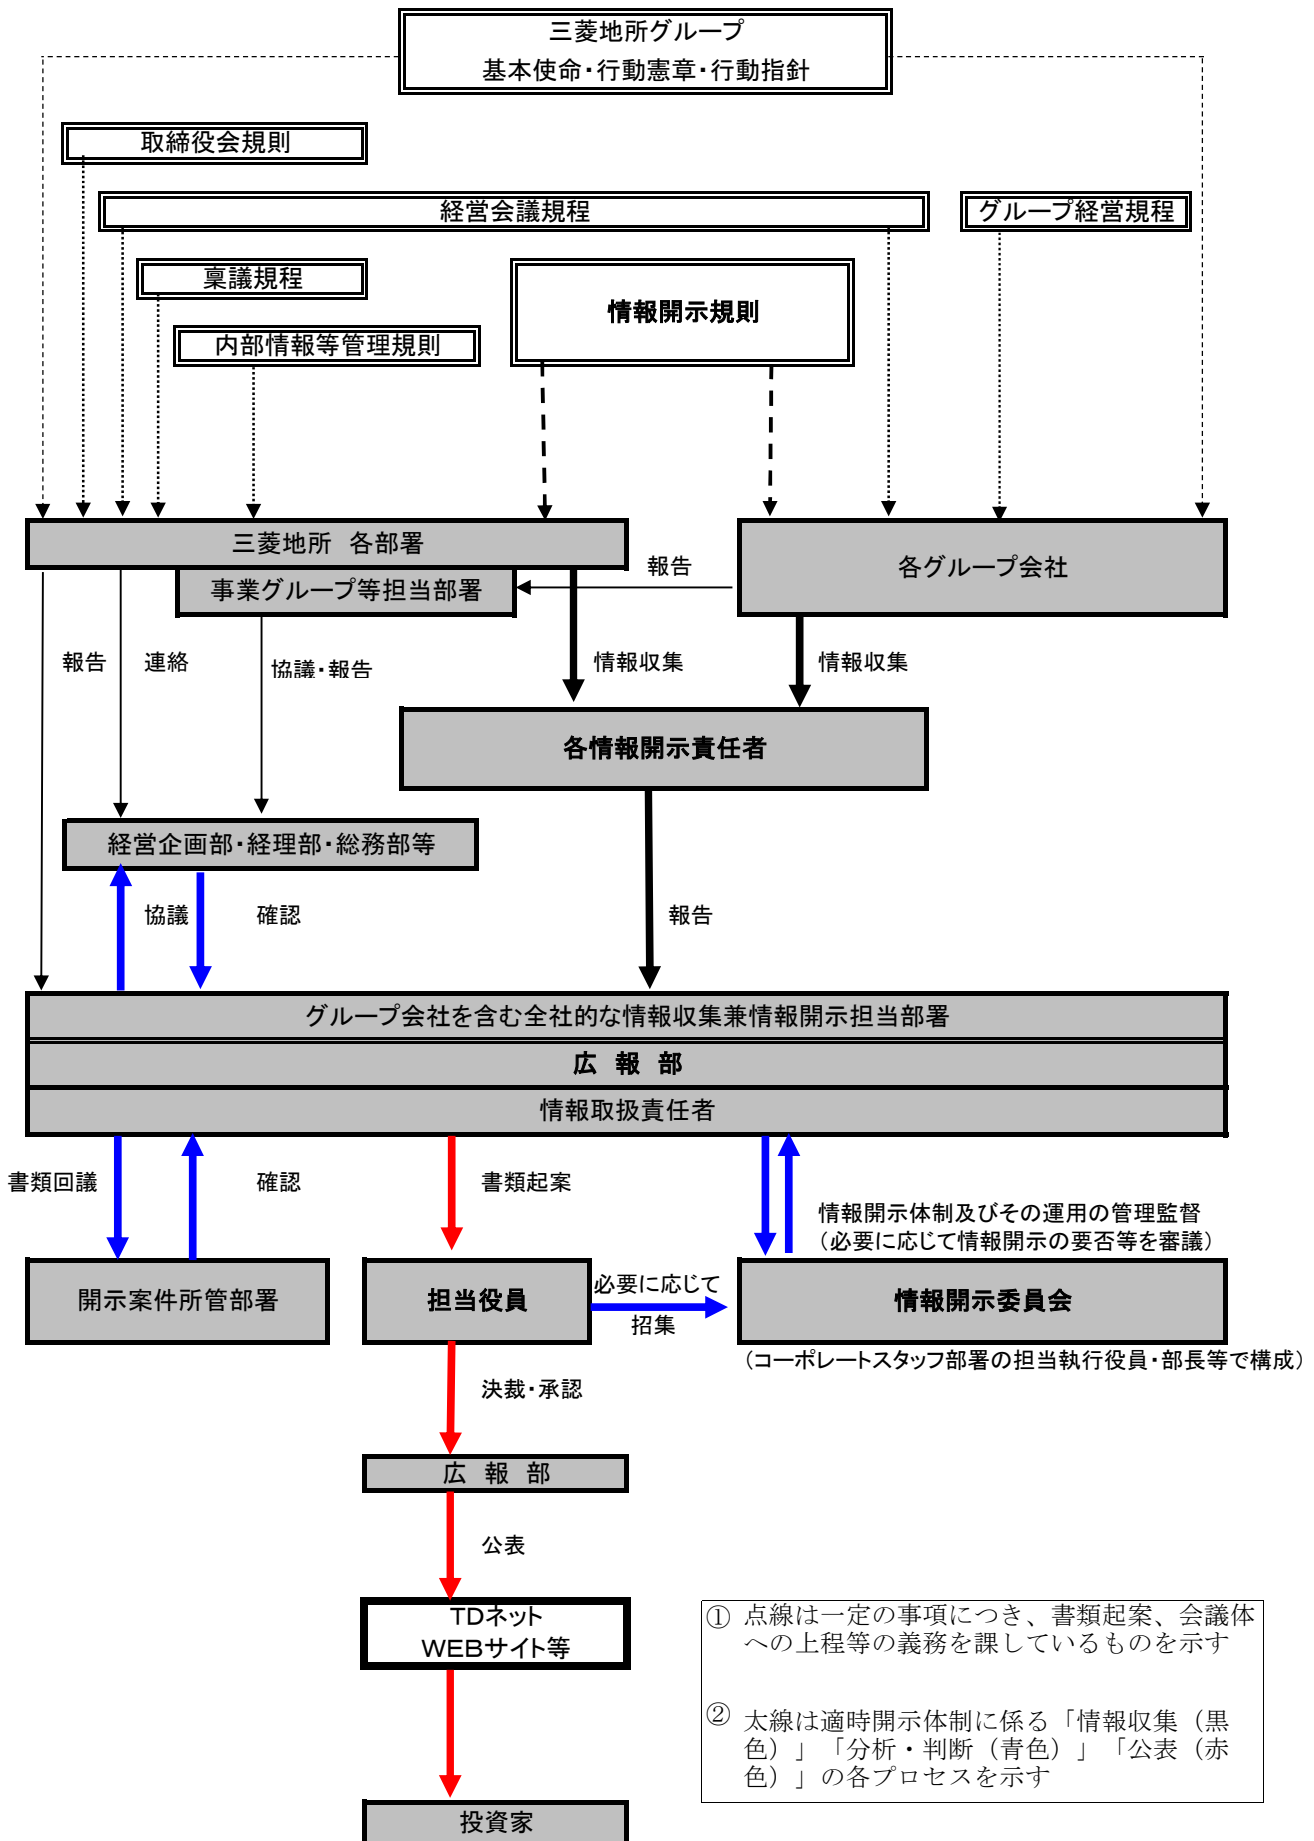 三菱地所グループ
基本使命・行動憲章・行動指針
取締役会規則
経営会議規程
グループ経営規程
稟議規程
情報開示規則
内部情報等管理規則
三菱地所 各部署
各グループ会社
報告
事業グループ等担当部署
報告
連絡
協議・報告
情報収集
情報収集
各情報開示責任者
経営企画部・経理部・総務部等
協議
確認
報告
グループ会社を含む全社的な情報収集兼情報開示担当部署
広 報 部
情報取扱責任者
書類回議
確認
書類起案
情報開示体制及びその運用の管理監督
（必要に応じて情報開示の要否等を審議）
開示案件所管部署
担当役員
必要に応じて
招集
情報開示委員会
（コーポレートスタッフ部署の担当執行役員・部長等で構成）
決裁・承認
広 報 部
公表
TDネット
WEBサイト等
① 点線は一定の事項につき、書類起案、会議体
への上程等の義務を課しているものを示す
② 太線は適時開示体制に係る「情報収集（黒
色）」「分析・判断（青色）」「公表（赤
色）」の各プロセスを示す
投資家